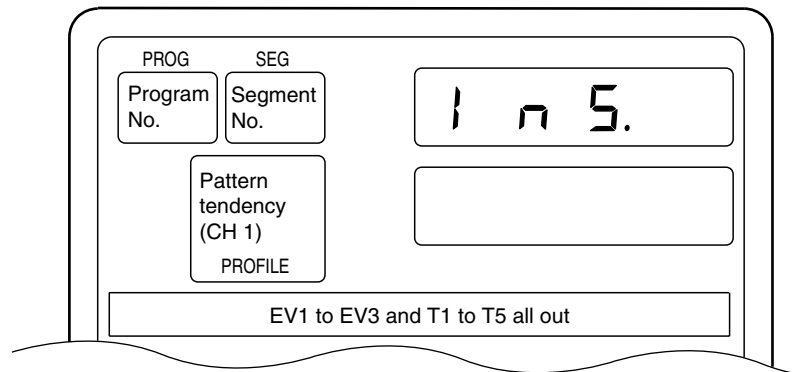 PROG SEG
Program No. Segment No.
I n S.
Pattern tendency (CH 1)
PROFILE
EV1 to EV3 and T1 to T5 all out